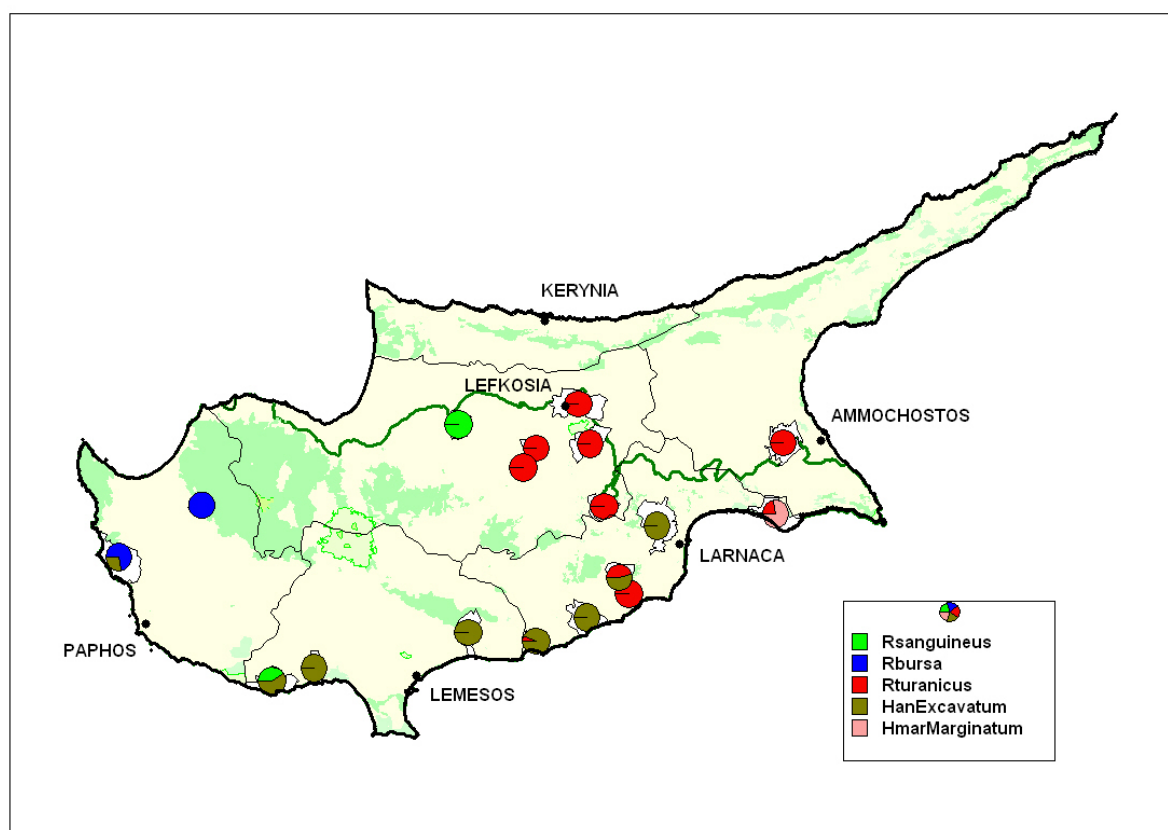 KERYNIA
LEFKOSIA
AMMOCHOSTOS
LARNACA
PAPHOS
LEMESOS
Rsanguineus
Rbursa
Rturanicus
HanExcavatum
HmarMarginatum